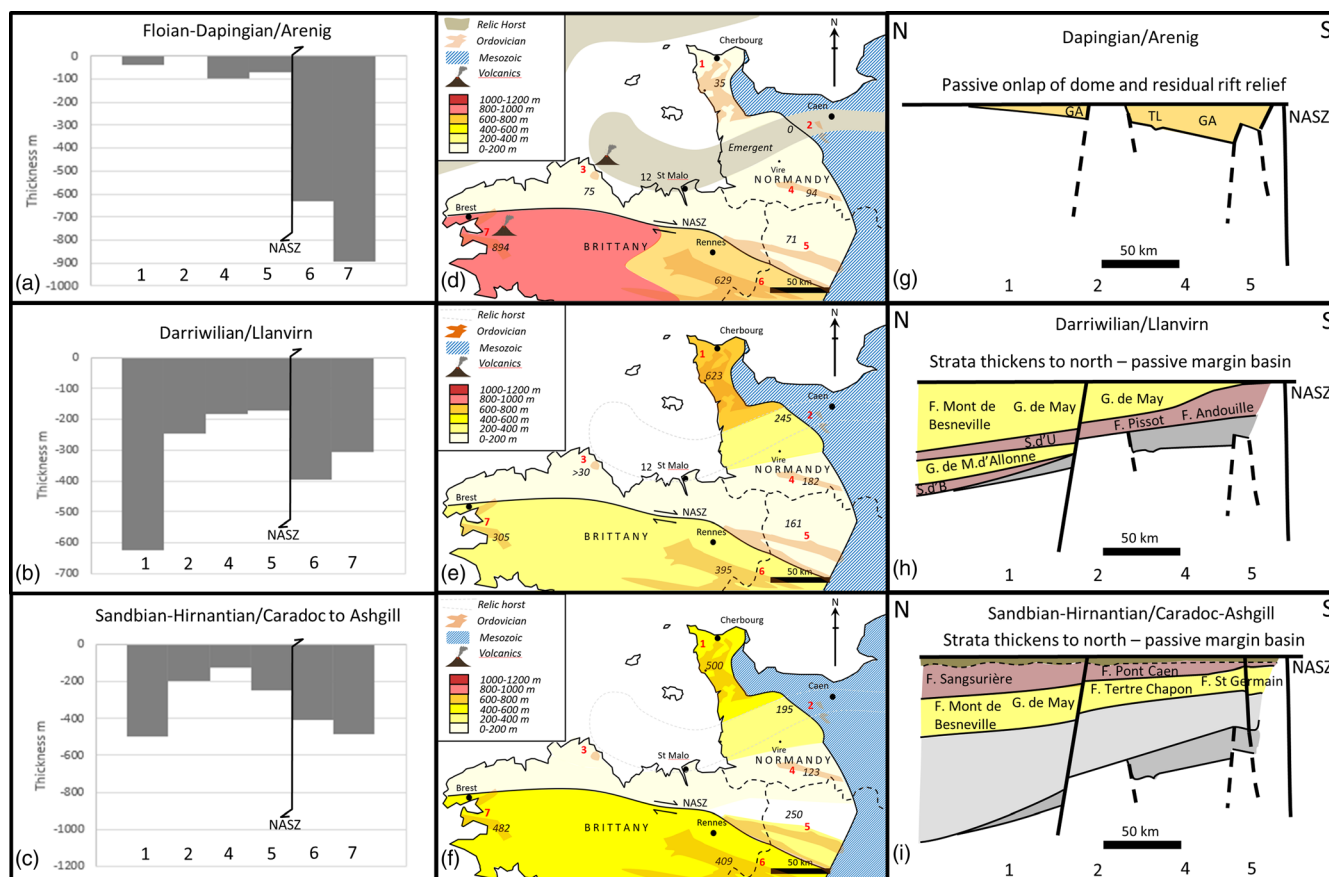 Floian-Dapingian/Arenig
0
-100
-200
-300
-400
-500
-600
-700
-800
-900
-1000
Thickness m
NASZ
1 2 4 5 6 7
(a)
Relic Horst
Ordovician
Mesozoic
Volcanics
1000-1200 m
800-1000 m
600-800 m
400-600 m
200-400 m
0-200 m
N
Cherbourg
1
35
Caen
2
0
Emergent
3
75
12 St Malo
Vire
NORMANDY
4
94
Brest
7
894
NASZ
BRITTANY
Rennes
71
5
629
6
50 km
(d)
N S
Dapingian/Arenig
Passive onlap of dome and residual rift relief
GA TL GA
NASZ
50 km
(g)
1 2 4 5
Darriwilian/Llanvirn
0
-100
-200
-300
-400
-500
-600
-700
Thickness m
NASZ
1 2 4 5 6 7
(b)
Relic horst
Ordovician
Mesozoic
Volcanics
1000-1200 m
800-1000 m
600-800 m
400-600 m
200-400 m
0-200 m
N
Cherbourg
1
623
Caen
2
245
3
>30
12 St Malo
Vire
NORMANDY
4
182
Brest
7
305
NASZ
BRITTANY
Rennes
161
5
395
6
50 km
(e)
N S
Darriwilian/Llanvirn
Strata thickens to north – passive margin basin
F. Mont de
Besneville
G. de May
G. de May
F. Andouille
F. Pissot
S.d'U
G. de M.d'Allonne
S.d'B
NASZ
50 km
(h)
1 2 4 5
Sandbian-Hirnantian/Caradoc to Ashgill
0
-200
-400
-600
-800
-1000
1200
Thickness m
NASZ
1 2 4 5 6 7
(c)
Relic horst
Ordovician
Mesozoic
Volcanics
1000-1200 m
800-1000 m
600-800 m
400-600 m
200-400 m
0-200 m
N
Cherbourg
1
500
Caen
2
195
3
St Malo
Vire
NORMANDY
4
123
Brest
7
482
NASZ
BRITTANY
Rennes
250
5
409
6
50 km
(f)
N S
Sandbian-Hirnantian/Caradoc-Ashgill
Strata thickens to north – passive margin basin
NASZ
F. Sangsurière
F. Pont Caen
F. St Germain
F. Tertre Chapon
F. Mont de
Besneville
G. de May
50 km
(i)
1 2 4 5